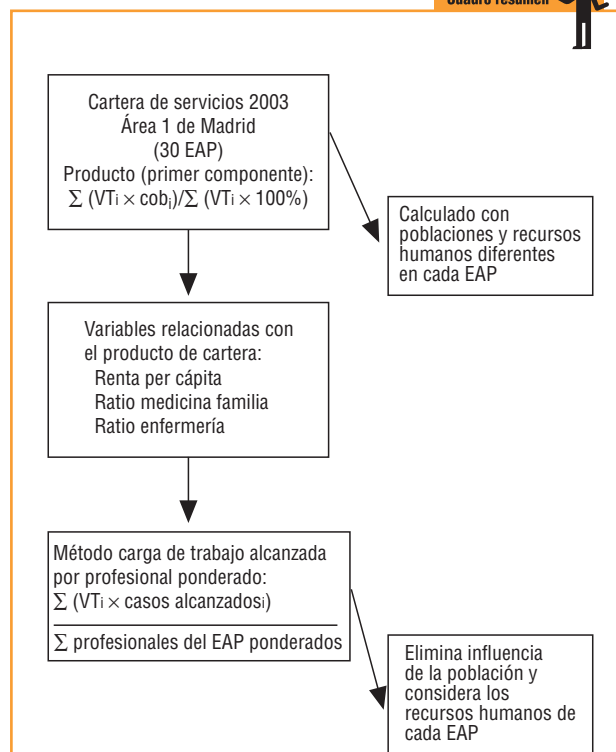 Cuadro resumen
Cartera de servicios 2003
Área 1 de Madrid
(30 EAP)
Producto (primer componente):
Σ (VTi × cobi)/Σ (VTi × 100%)
Calculado con
poblaciones y recursos
humanos diferentes
en cada EAP
Variables relacionadas con
el producto de cartera:
Renta per cápita
Ratio medicina familia
Ratio enfermería
Método carga de trabajo alcanzada
por profesional ponderado:
Σ (VTi × casos alcanzadosi)
Σ profesionales del EAP ponderados
Elimina influencia
de la población y
considera los
recursos humanos de
cada EAP